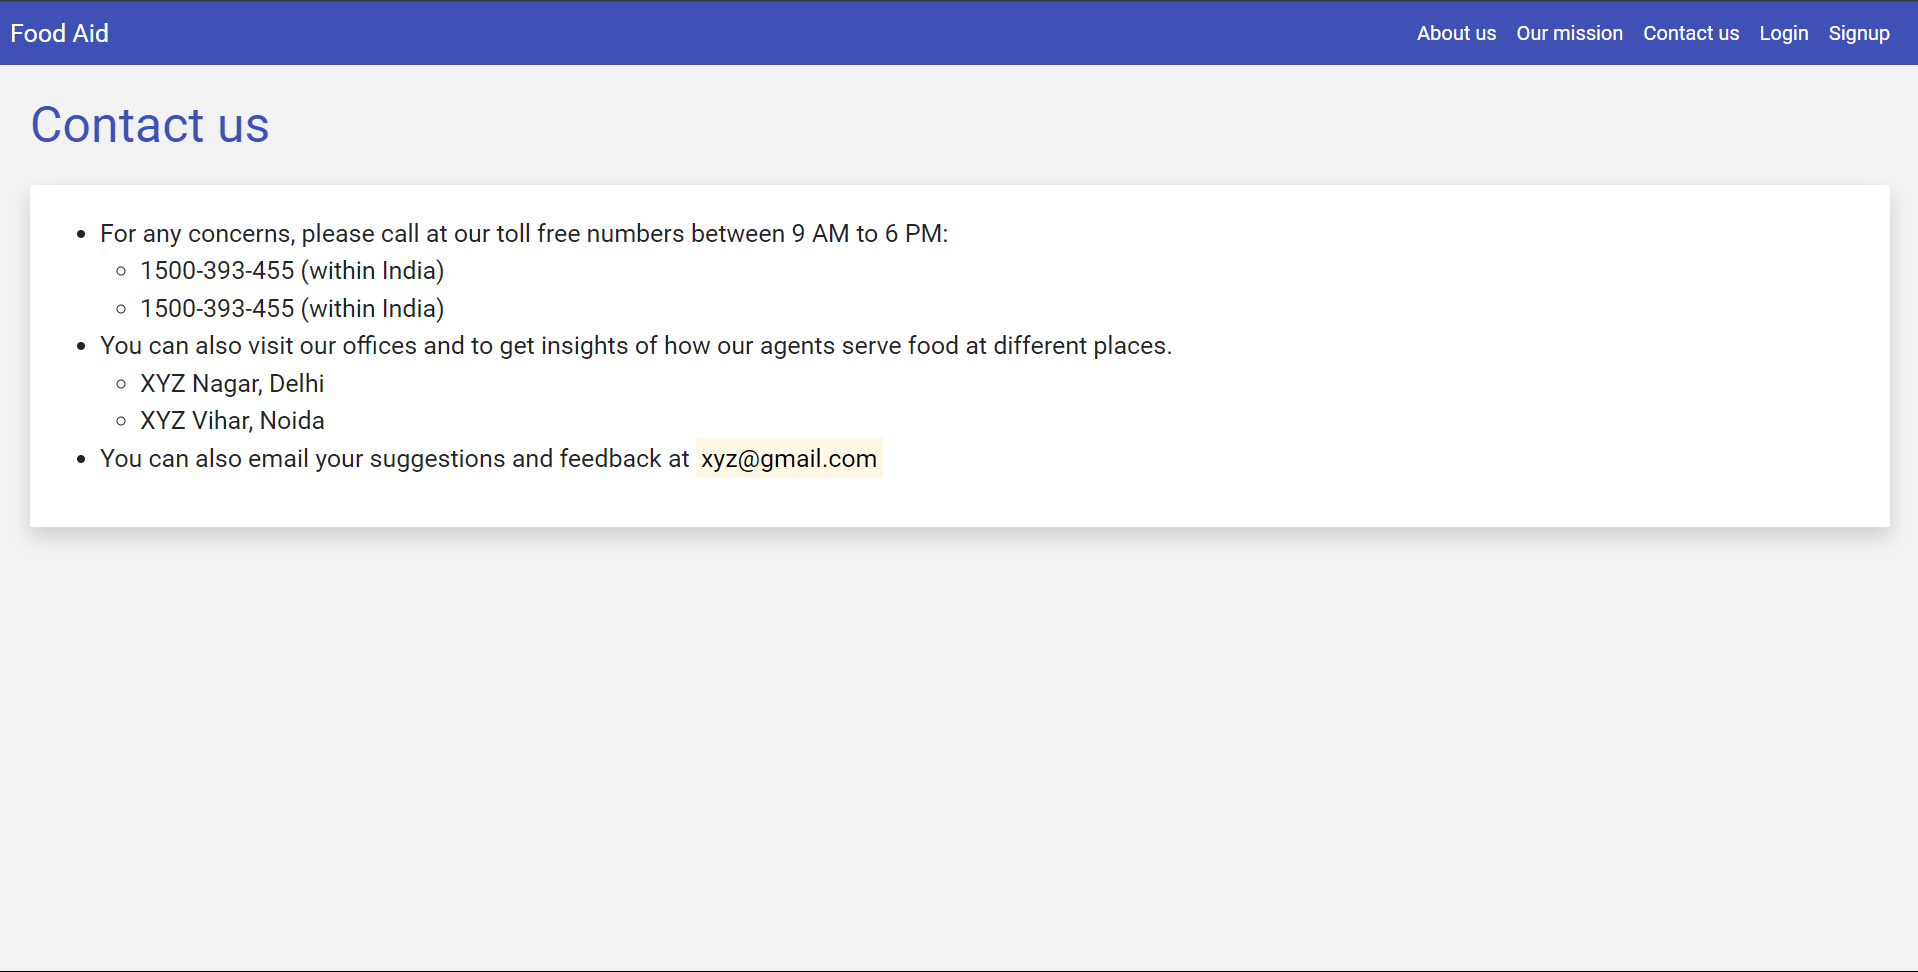 Food Aid
About us Our mission Contact us Login Signup
Contact us
For any concerns, please call at our toll free numbers between 9 AM to 6 PM:
1500-393-455 (within India)
1500-393-455 (within India)
You can also visit our offices and to get insights of how our agents serve food at different places.
XYZ Nagar, Delhi
XYZ Vihar, Noida
You can also email your suggestions and feedback at xyz@gmail.com